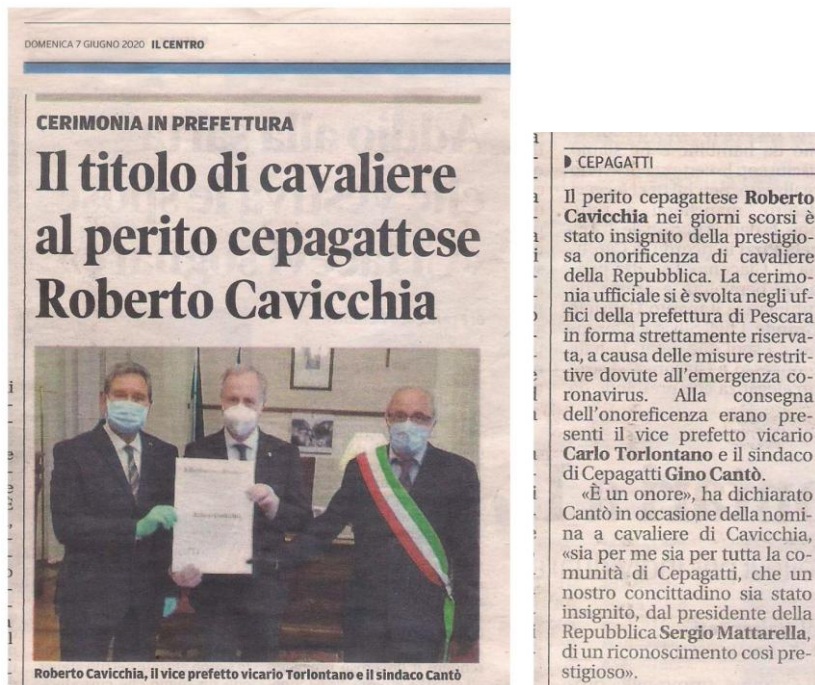 DOMENICA 7 GIUGNO 2020 IL CENTRO
CERIMONIA IN PREFETTURA
Il titolo di cavaliere
al perito cepagattese
Roberto Cavicchia
Roberto Cavicchia, il vice prefetto vicario Torlontano e il sindaco Cantò
CEPAGATTI
Il perito cepagattese Roberto
Cavicchia nei giorni scorsi è
stato insignito della prestigio-
sa onorificenza di cavaliere
della Repubblica. La cerimo-
nia ufficiale si è svolta negli uf-
fici della prefettura di Pescara
in forma strettamente riserva-
ta, a causa delle misure restrit-
tive dovute all'emergenza co-
ronavirus. Alla consegna
dell'onoreficenza erano pre-
senti il vice prefetto vicario
Carlo Torlontano e il sindaco
di Cepagatti Gino Cantò.
«È un onore», ha dichiarato
Cantò in occasione della nomi-
na a cavaliere di Cavicchia,
«sia per me sia per tutta la co-
munità di Cepagatti, che un
nostro concittadino sia stato
insignito, dal presidente della
Repubblica Sergio Mattarella,
di un riconoscimento così pre-
stigioso».